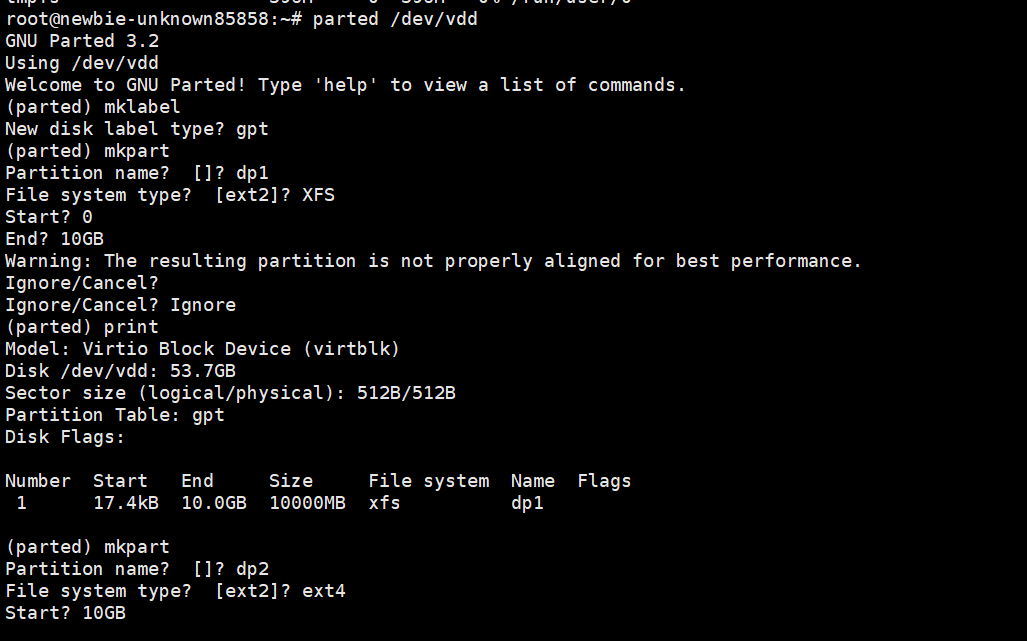 root@newbie-unknown85858:~# parted /dev/vdd
GNU Parted 3.2
Using /dev/vdd
Welcome to GNU Parted! Type 'help' to view a list of commands.
(parted) mklabel
New disk label type? gpt
(parted) mkpart
Partition name?  []? dp1
File system type?  [ext2]? XFS
Start? 0
End? 10GB
Warning: The resulting partition is not properly aligned for best performance.
Ignore/Cancel?
Ignore/Cancel? Ignore
(parted) print
Model: Virtio Block Device (virtblk)
Disk /dev/vdd: 53.7GB
Sector size (logical/physical): 512B/512B
Partition Table: gpt
Disk Flags:
Number  Start   End     Size     File system  Name  Flags
 1      17.4kB  10.0GB  10000MB  xfs          dp1
(parted) mkpart
Partition name?  []? dp2
File system type?  [ext2]? ext4
Start? 10GB